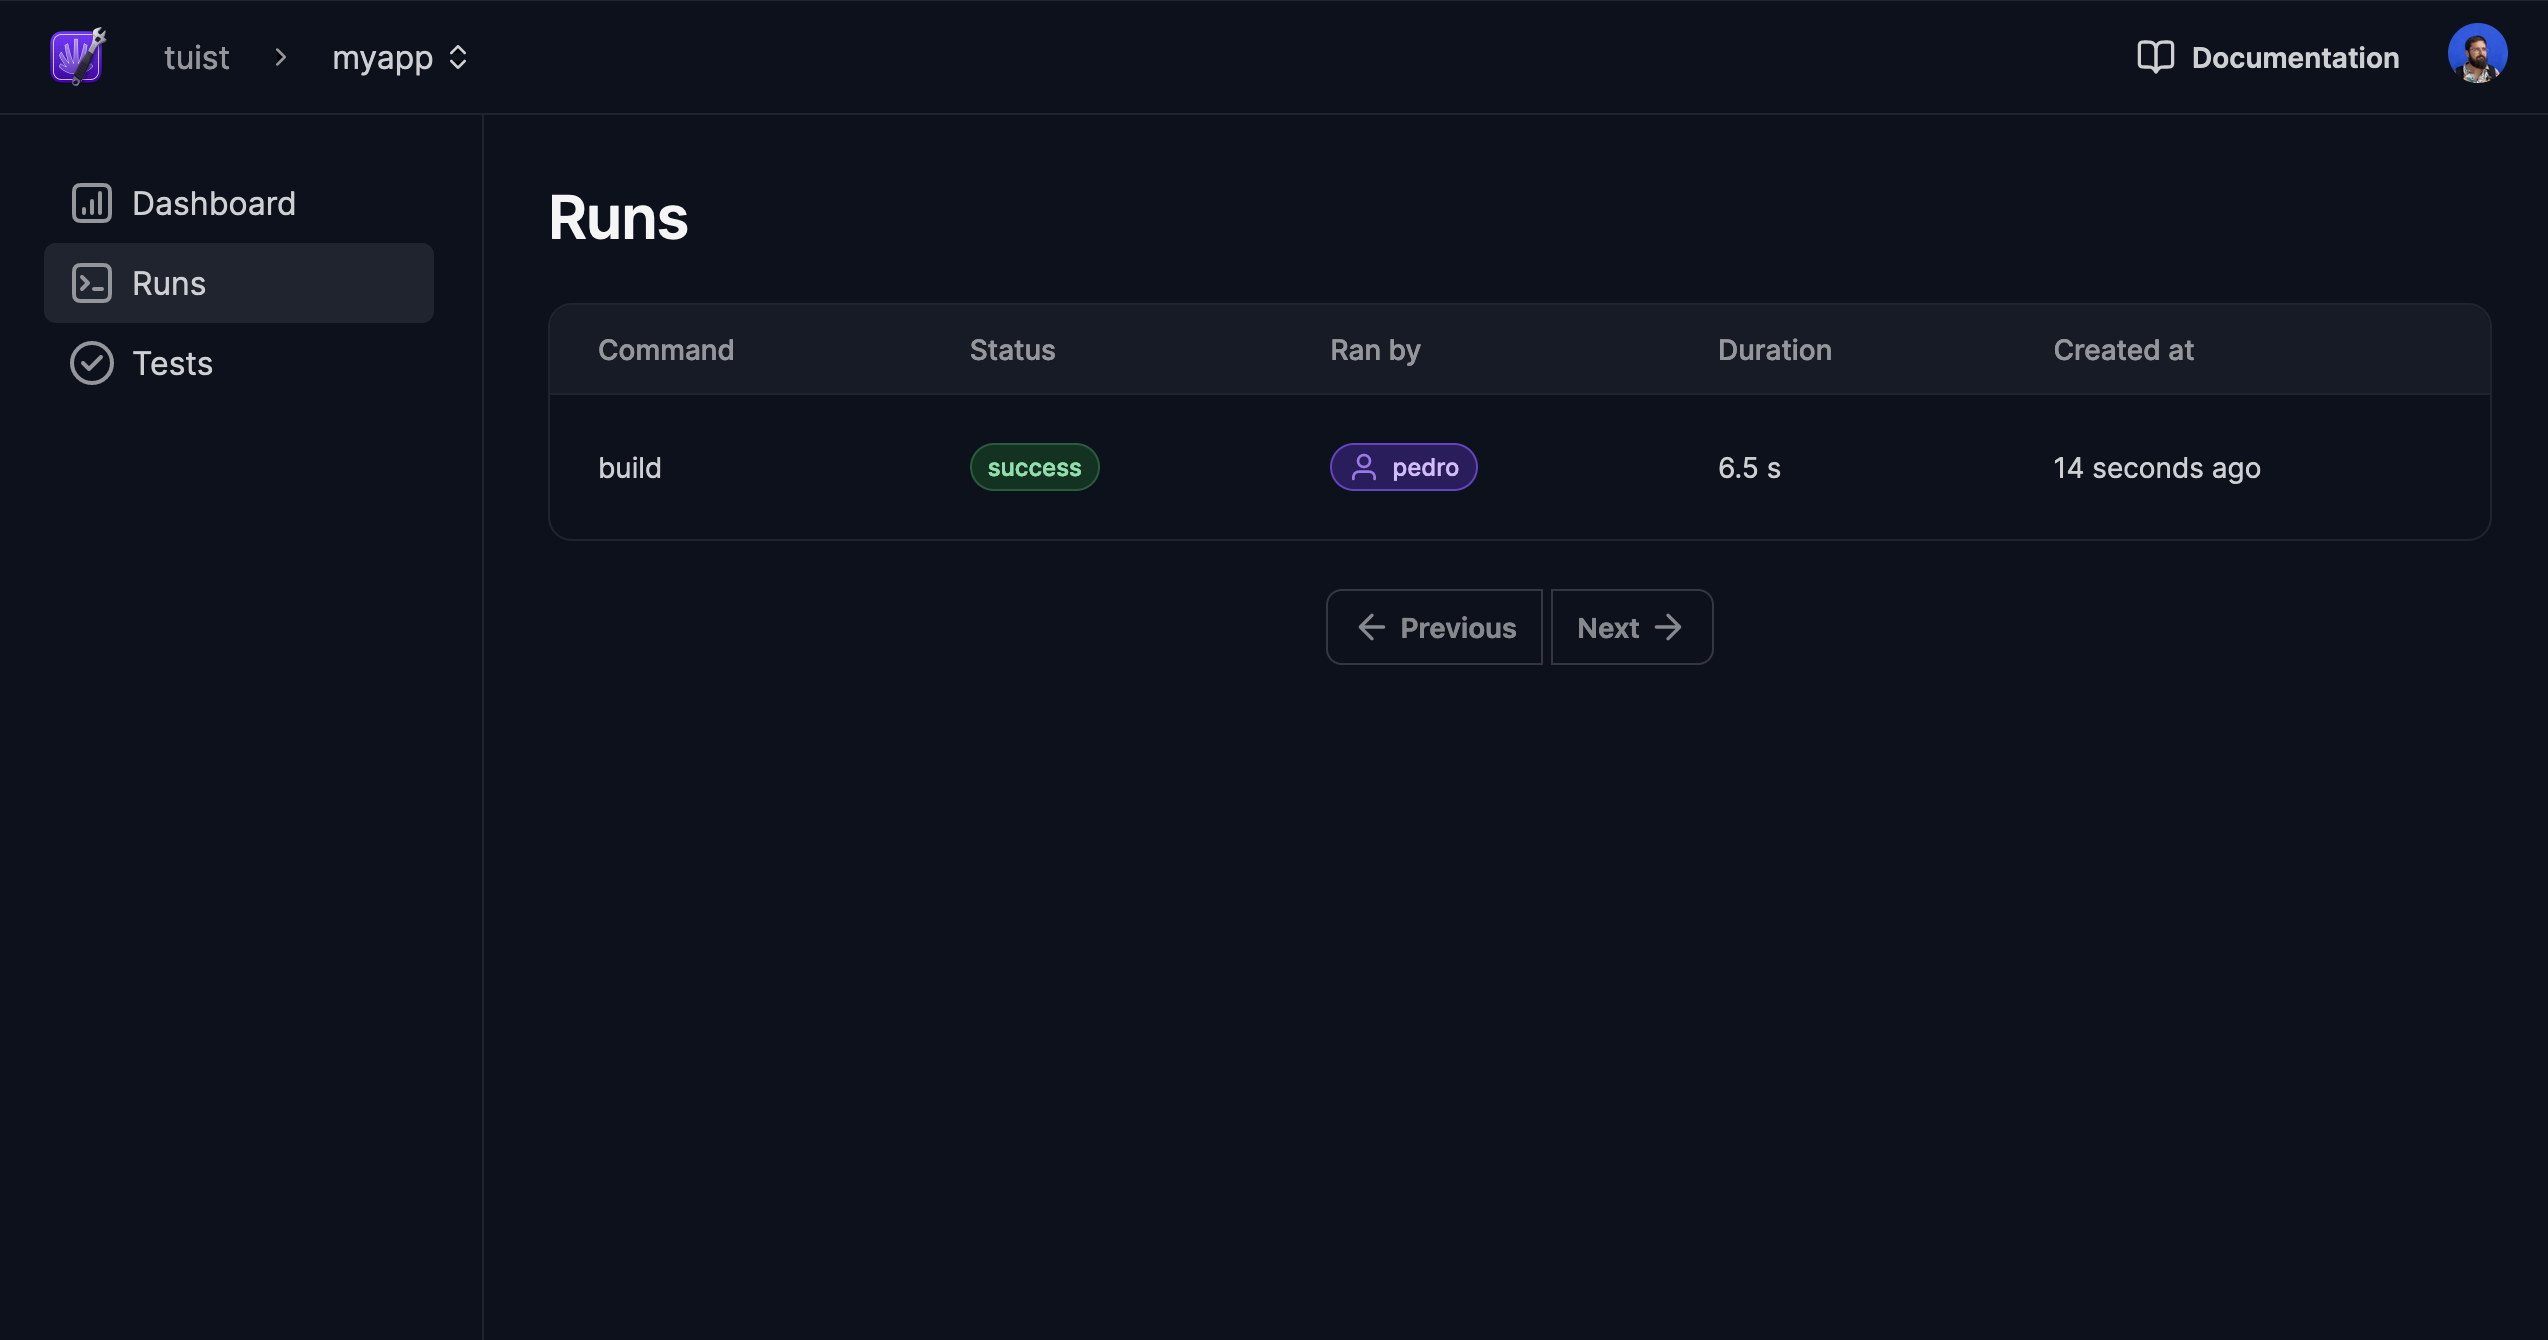 tuist > myapp
Documentation
Dashboard
Runs
Tests
Runs
Command Status Ran by Duration Created at
build success pedro 6.5 s 14 seconds ago
← Previous Next →